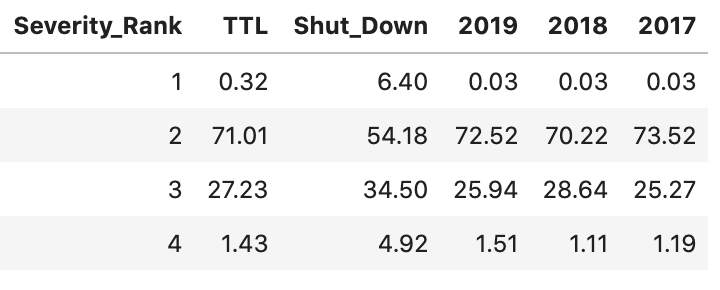 Severity_Rank TTL Shut_Down 2019 2018 2017
1 0.32 6.40 0.03 0.03 0.03
2 71.01 54.18 72.52 70.22 73.52
3 27.23 34.50 25.94 28.64 25.27
4 1.43 4.92 1.51 1.11 1.19